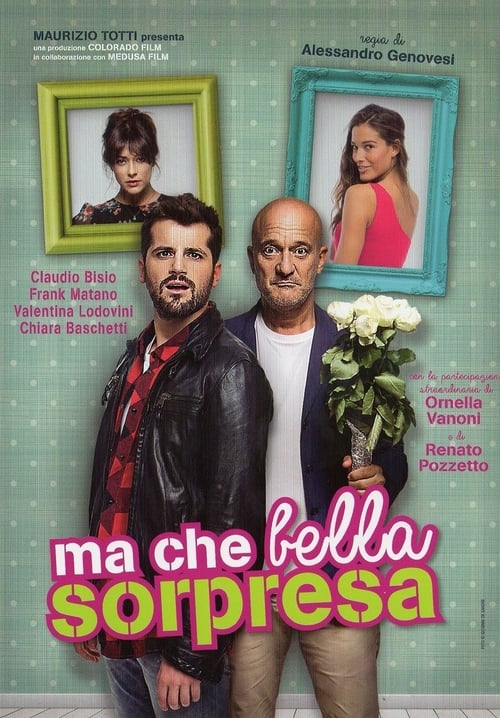 MAURIZIO TOTTI presenta
una produzione COLORADO FILM
in collaborazione con MEDUSA FILM
regia di
Alessandro Genovesi
Claudio Bisio
Frank Matano
Valentina Lodovini
Chiara Baschetti
con la partecipazione
straordinaria di
Ornella
Vanoni
e di
Renato
Pozzetto
ma che bella
sorpresa